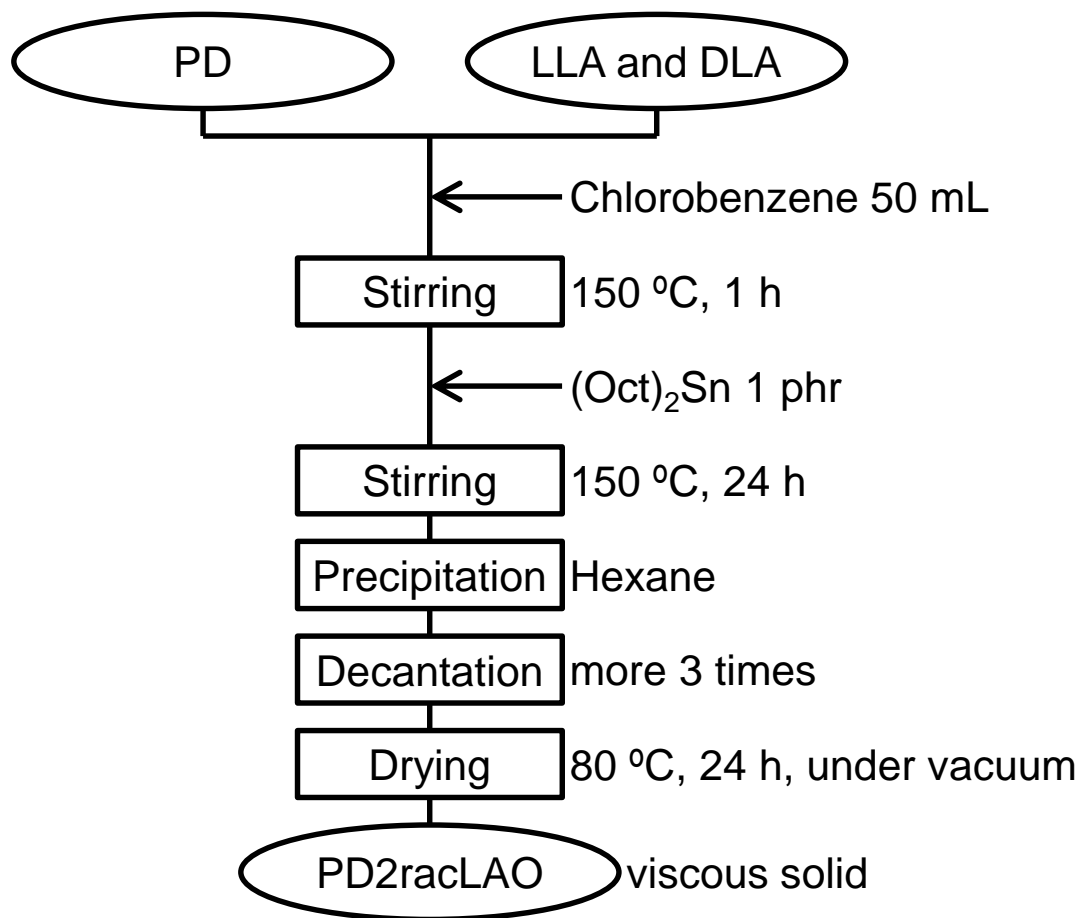 PD
LLA and DLA
Chlorobenzene 50 mL
Stirring 150 ºC, 1 h
(Oct)₂Sn 1 phr
Stirring 150 ºC, 24 h
Precipitation Hexane
Decantation more 3 times
Drying 80 ºC, 24 h, under vacuum
PD2racLAO viscous solid